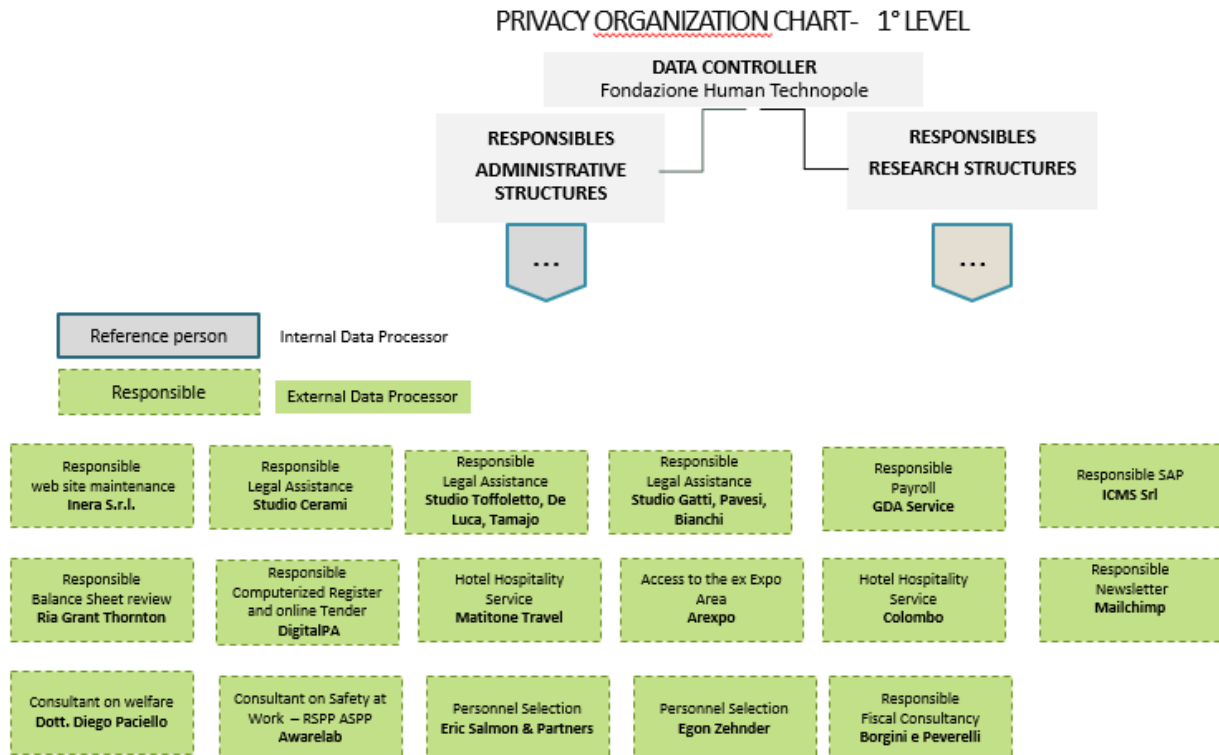 PRIVACY ORGANIZATION CHART- 1° LEVEL
DATA CONTROLLER
Fondazione Human Technopole
RESPONSIBLES
ADMINISTRATIVE
STRUCTURES
RESPONSIBLES
RESEARCH STRUCTURES
...
...
Reference person
Internal Data Processor
Responsible
External Data Processor
Responsible
web site maintenance
Inera S.r.l.
Responsible
Legal Assistance
Studio Cerami
Responsible
Legal Assistance
Studio Toffoletto, De
Luca, Tamajo
Responsible
Legal Assistance
Studio Gatti, Pavesi,
Bianchi
Responsible
Payroll
GDA Service
Responsible SAP
ICMS Srl
Responsible
Balance Sheet review
Ria Grant Thornton
Responsible
Computerized Register
and online Tender
DigitalPA
Hotel Hospitality
Service
Matitone Travel
Access to the ex Expo
Area
Arexpo
Hotel Hospitality
Service
Colombo
Responsible
Newsletter
Mailchimp
Consultant on welfare
Dott. Diego Paciello
Consultant on Safety at
Work – RSPP ASPP
Awarelab
Personnel Selection
Eric Salmon & Partners
Personnel Selection
Egon Zehnder
Responsible
Fiscal Consultancy
Borgini e Peverelli